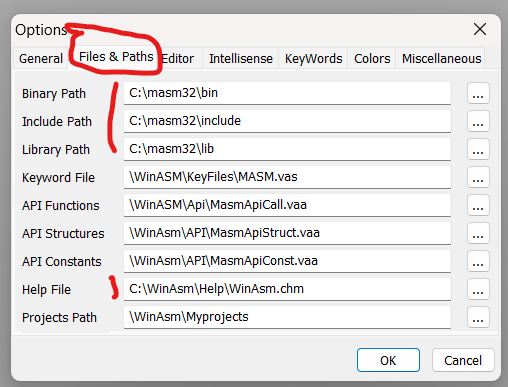 Options
General Files & Paths Editor Intellisense KeyWords Colors Miscellaneous
Binary Path C:\masm32\bin ...
Include Path C:\masm32\include ...
Library Path C:\masm32\lib ...
Keyword File \WinASM\KeyFiles\MASM.vas ...
API Functions \WinASM\Api\MasmApiCall.vaa ...
API Structures \WinAsm\API\MasmApiStruct.vaa ...
API Constants \WinAsm\API\MasmApiConst.vaa ...
Help File C:\WinAsm\Help\WinAsm.chm ...
Projects Path \WinAsm\Myprojects ...
OK Cancel